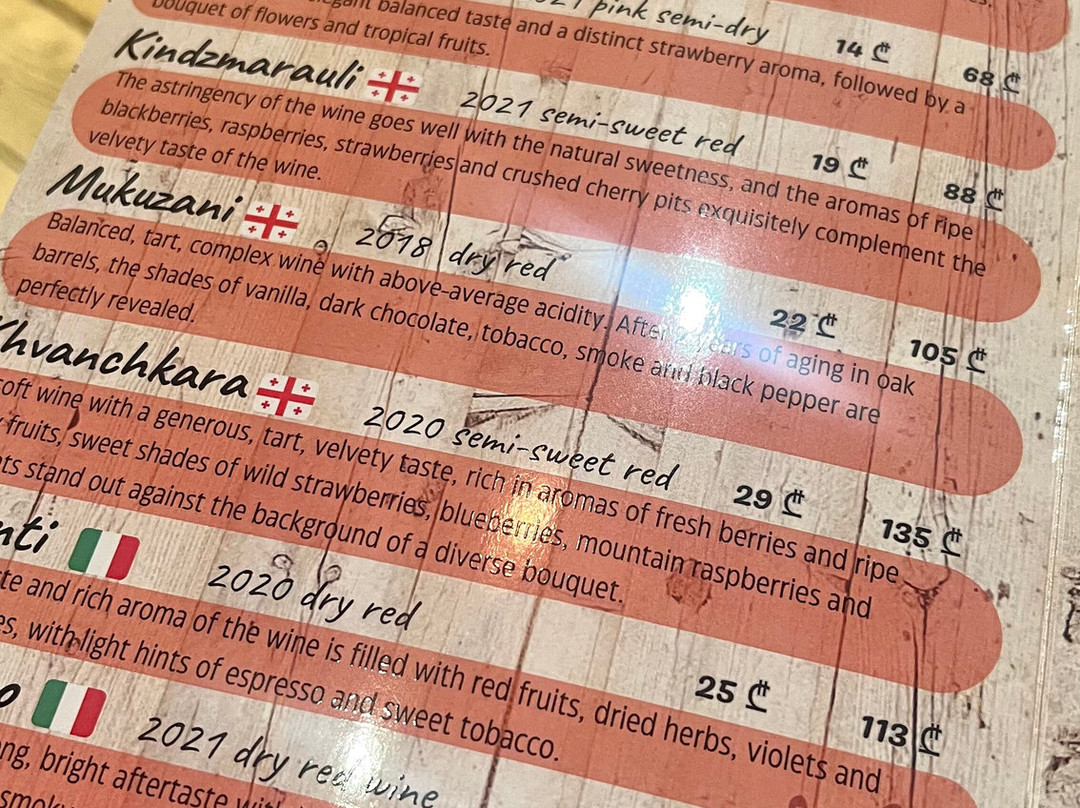 pink semi-dry
14 ₾ 68 ₾
balanced taste and a distinct strawberry aroma, followed by a
bouquet of flowers and tropical fruits.
Kindzmarauli 2021 semi-sweet red 19 ₾ 88 ₾
The astringency of the wine goes well with the natural sweetness, and the aromas of ripe
blackberries, raspberries, strawberries and crushed cherry pits exquisitely complement the
velvety taste of the wine.
Mukuzani 2018 dry red 22 ₾ 105 ₾
Balanced, tart, complex wine with above-average acidity. After 2 years of aging in oak
barrels, the shades of vanilla, dark chocolate, tobacco, smoke and black pepper are
perfectly revealed.
Khvanchkara 2020 semi-sweet red 29 ₾ 135 ₾
soft wine with a generous, tart, velvety taste, rich in aromas of fresh berries and ripe
fruits, sweet shades of wild strawberries, blueberries, mountain raspberries and
stand out against the background of a diverse bouquet.
2020 dry red 25 ₾ 113 ₾
and rich aroma of the wine is filled with red fruits, dried herbs, violets and
with light hints of espresso and sweet tobacco.
2021 dry red wine
bright aftertaste